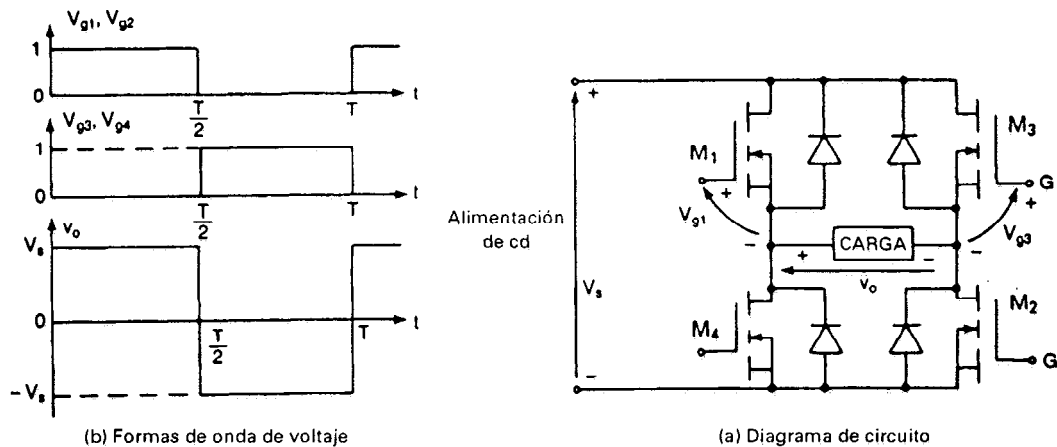 Vg1, Vg2
1
0
T/2
T
t
Vg3, Vg4
1
0
T/2
T
t
vo
Vs
0
T/2
T
t
-Vs
(b) Formas de onda de voltaje
Alimentación
de cd
+
Vs
-
M1
+
Vg1
-
M3
G
+
Vg3
-
CARGA
+
-
vo
M4
M2
G
(a) Diagrama de circuito